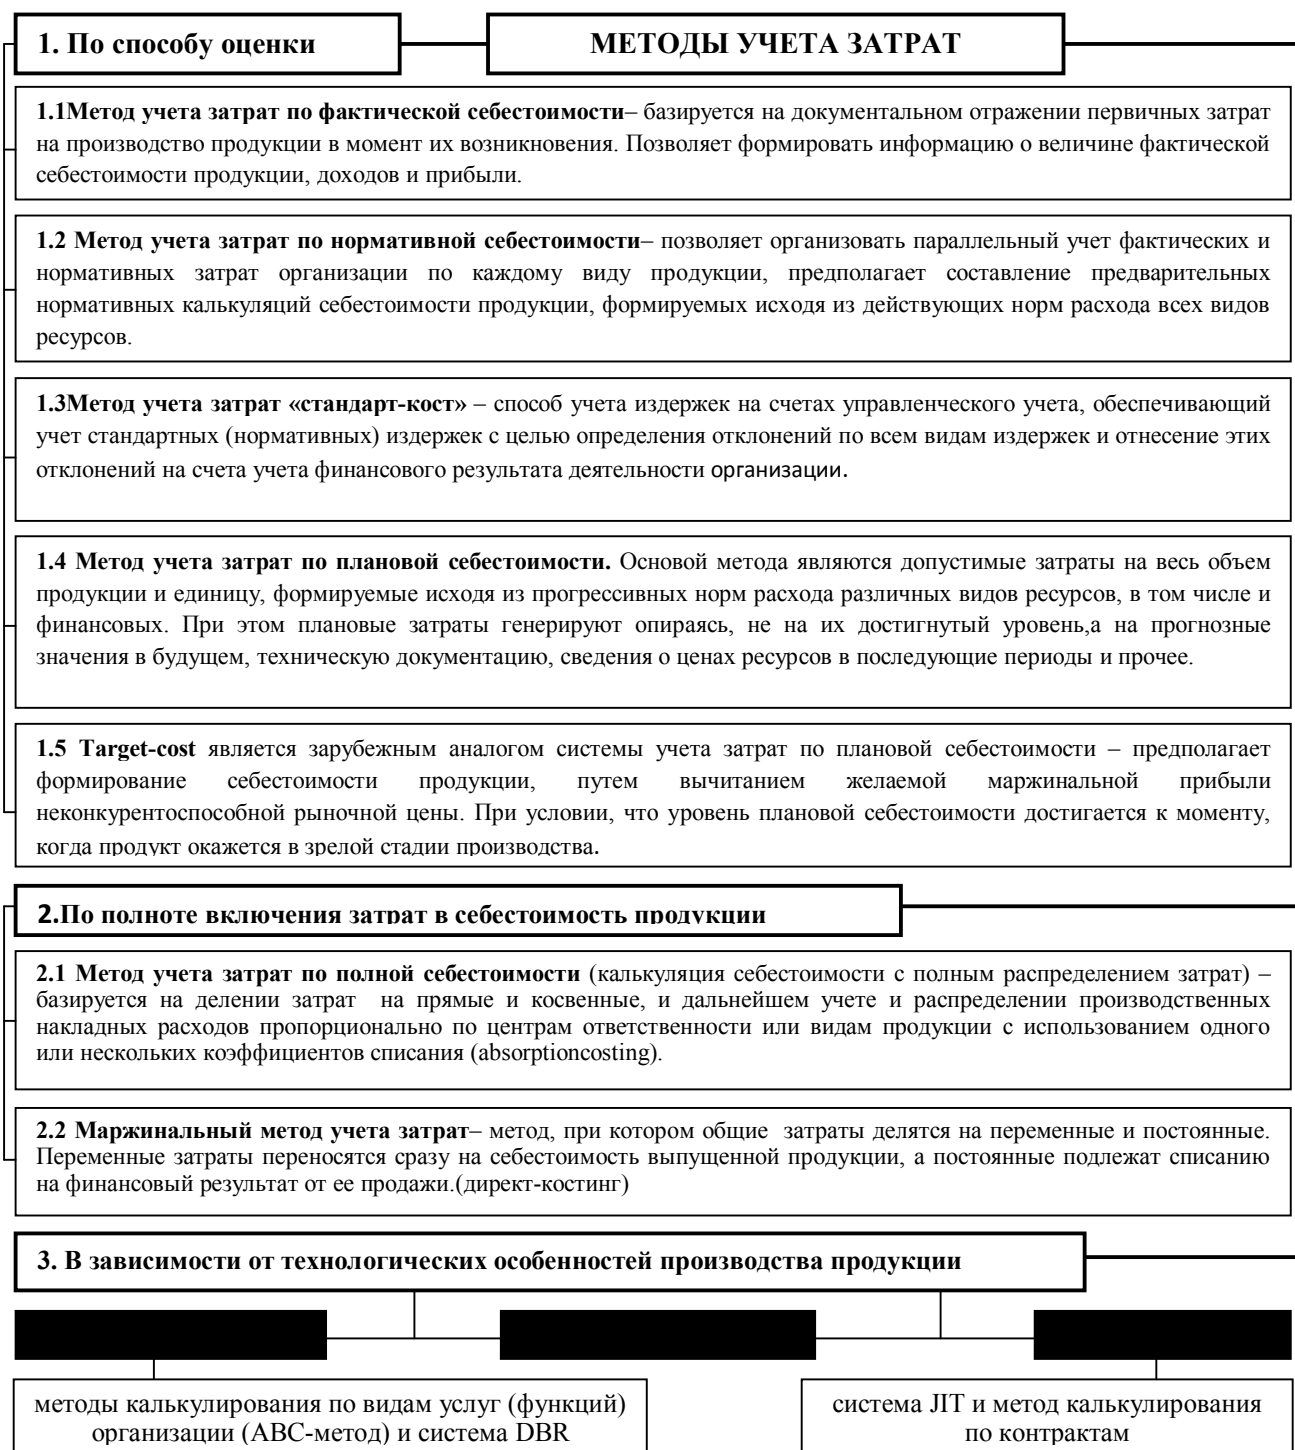 1. По способу оценки
МЕТОДЫ УЧЕТА ЗАТРАТ
1.1Метод учета затрат по фактической себестоимости– базируется на документальном отражении первичных затрат
на производство продукции в момент их возникновения. Позволяет формировать информацию о величине фактической
себестоимости продукции, доходов и прибыли.
1.2 Метод учета затрат по нормативной себестоимости– позволяет организовать параллельный учет фактических и
нормативных затрат организации по каждому виду продукции, предполагает составление предварительных
нормативных калькуляций себестоимости продукции, формируемых исходя из действующих норм расхода всех видов
ресурсов.
1.3Метод учета затрат «стандарт-кост» – способ учета издержек на счетах управленческого учета, обеспечивающий
учет стандартных (нормативных) издержек с целью определения отклонений по всем видам издержек и отнесение этих
отклонений на счета учета финансового результата деятельности организации.
1.4 Метод учета затрат по плановой себестоимости. Основой метода являются допустимые затраты на весь объем
продукции и единицу, формируемые исходя из прогрессивных норм расхода различных видов ресурсов, в том числе и
финансовых. При этом плановые затраты генерируют опираясь, не на их достигнутый уровень,а на прогнозные
значения в будущем, техническую документацию, сведения о ценах ресурсов в последующие периоды и прочее.
1.5 Target-cost является зарубежным аналогом системы учета затрат по плановой себестоимости – предполагает
формирование себестоимости продукции, путем вычитанием желаемой маржинальной прибыли
неконкурентоспособной рыночной цены. При условии, что уровень плановой себестоимости достигается к моменту,
когда продукт окажется в зрелой стадии производства.
2.По полноте включения затрат в себестоимость продукции
2.1 Метод учета затрат по полной себестоимости (калькуляция себестоимости с полным распределением затрат) –
базируется на делении затрат на прямые и косвенные, и дальнейшем учете и распределении производственных
накладных расходов пропорционально по центрам ответственности или видам продукции с использованием одного
или нескольких коэффициентов списания (absorptioncosting).
2.2 Маржинальный метод учета затрат– метод, при котором общие затраты делятся на переменные и постоянные.
Переменные затраты переносятся сразу на себестоимость выпущенной продукции, а постоянные подлежат списанию
на финансовый результат от ее продажи.(директ-костинг)
3. В зависимости от технологических особенностей производства продукции
методы калькулирования по видам услуг (функций)
организации (АВС-метод) и система DBR
система JIT и метод калькулирования
по контрактам